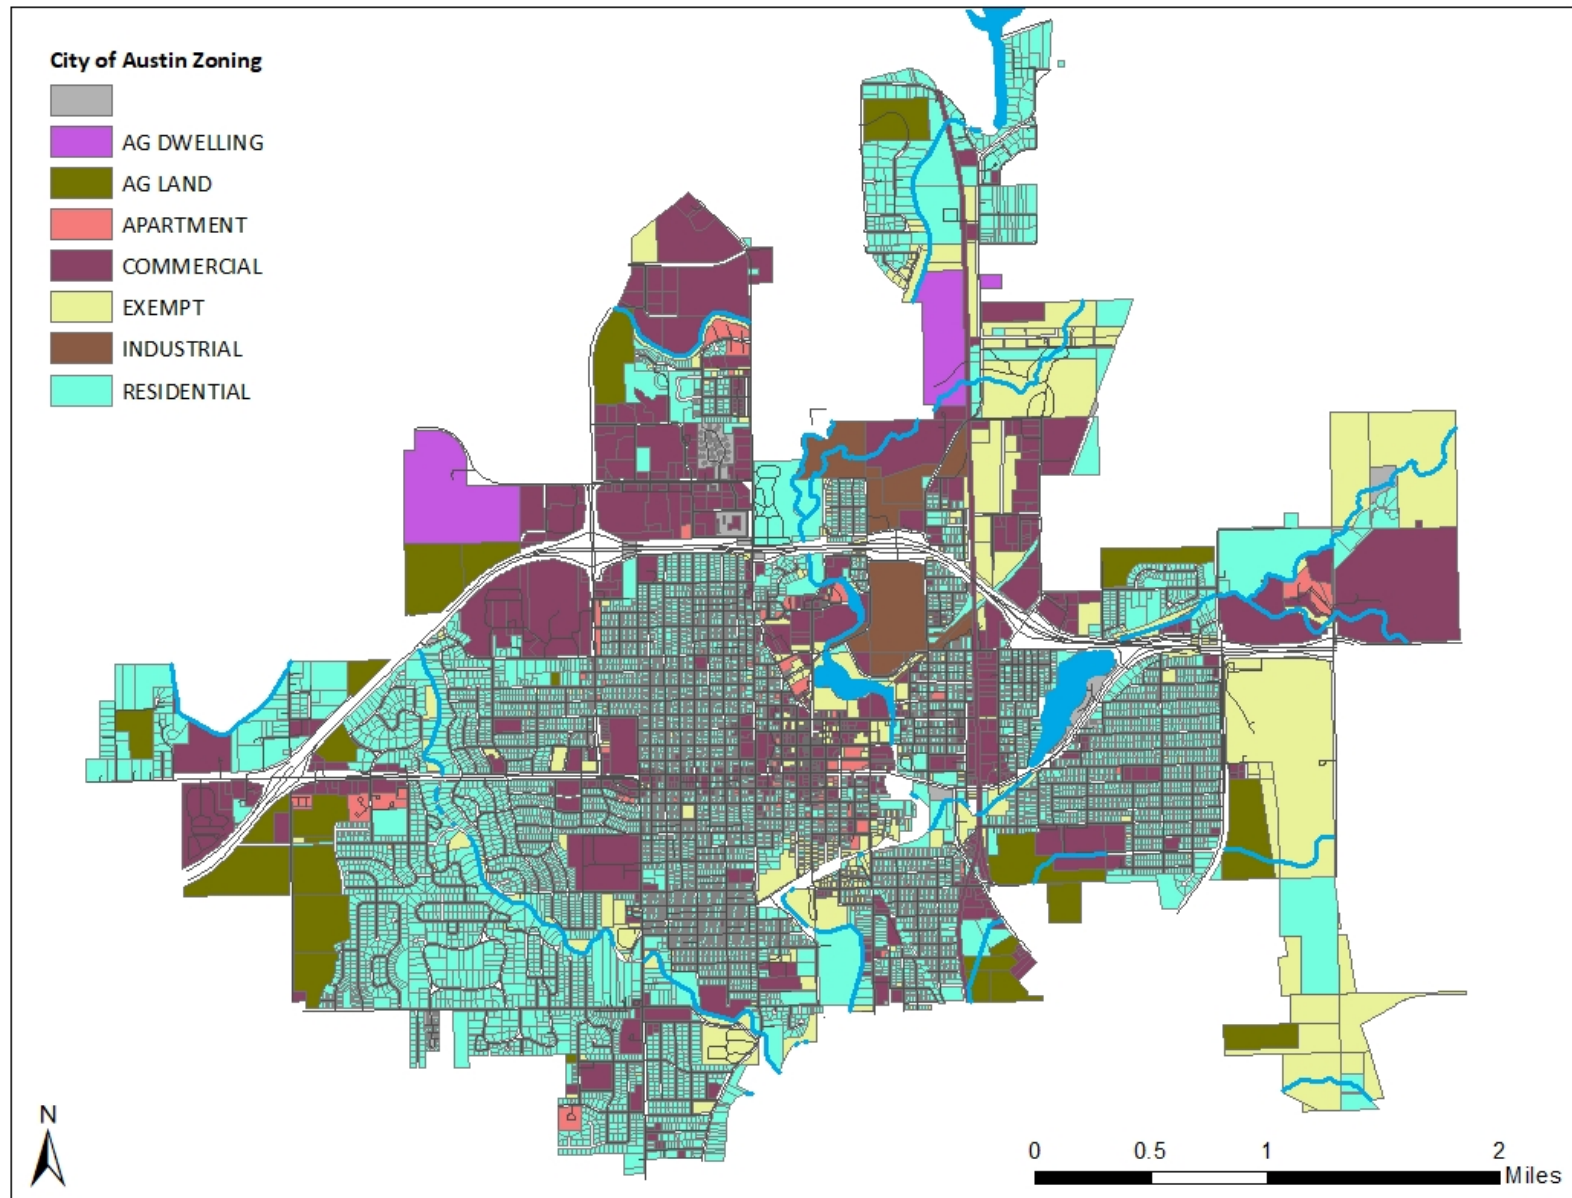 City of Austin Zoning
AG DWELLING
AG LAND
APARTMENT
COMMERCIAL
EXEMPT
INDUSTRIAL
RESIDENTIAL
N
0 0.5 1 2
Miles